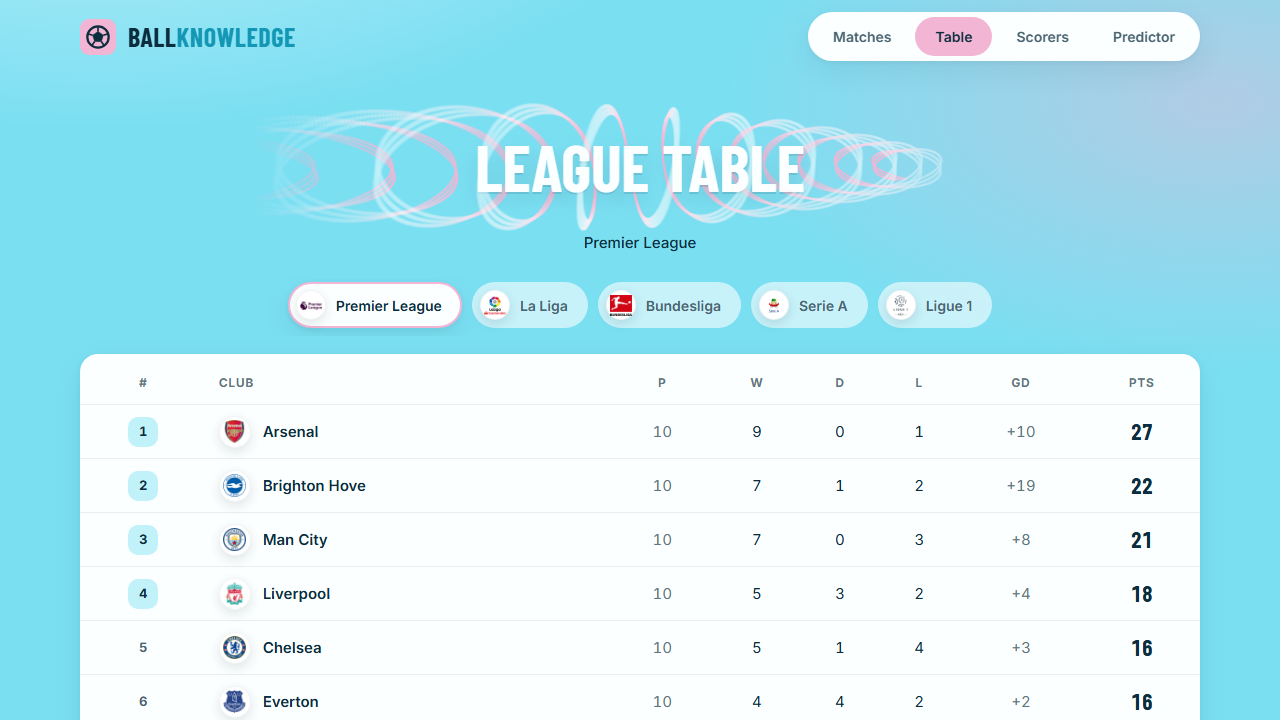 BALLKNOWLEDGE
Matches Table Scorers Predictor
LEAGUE TABLE
Premier League
Premier League La Liga Bundesliga Serie A Ligue 1
# CLUB P W D L GD PTS
1 Arsenal 10 9 0 1 +10 27
2 Brighton Hove 10 7 1 2 +19 22
3 Man City 10 7 0 3 +8 21
4 Liverpool 10 5 3 2 +4 18
5 Chelsea 10 5 1 4 +3 16
6 Everton 10 4 4 2 +2 16